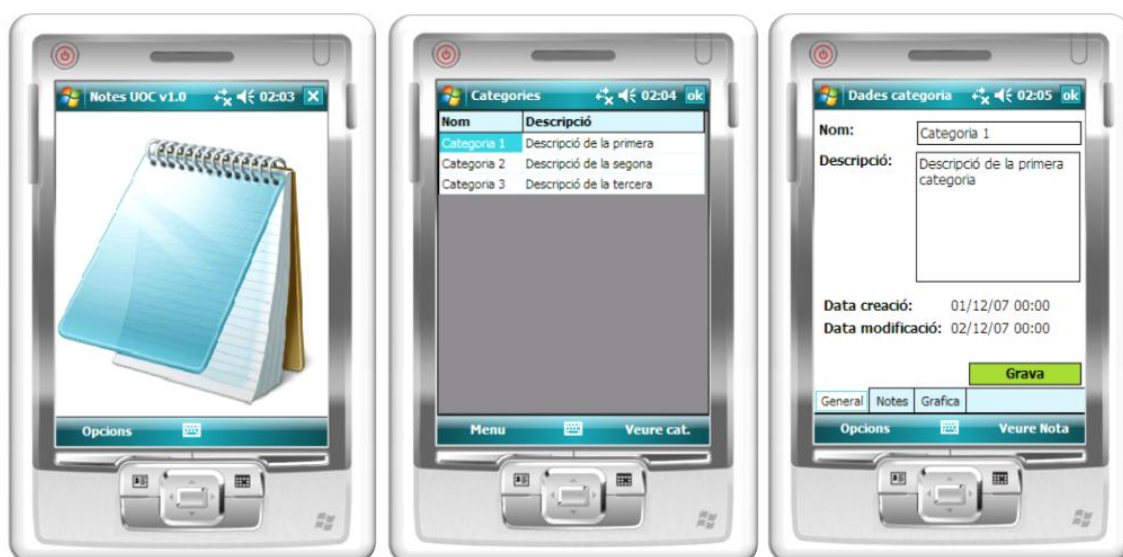 Notes UOC v1.0 02:03
Opcions
Categories 02:04 ok
Nom Descripció
Categoria 1 Descripció de la primera
Categoria 2 Descripció de la segona
Categoria 3 Descripció de la tercera
Menu Veure cat.
Dades categoria 02:05 ok
Nom: Categoria 1
Descripció: Descripció de la primera
categoria
Data creació: 01/12/07 00:00
Data modificació: 02/12/07 00:00
Grava
General Notes Grafica
Opcions Veure Nota